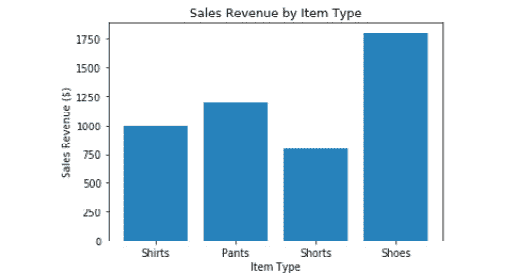 Sales Revenue by Item Type
1750
1500
1250
1000
750
500
250
0
Sales Revenue ($)
Shirts Pants Shorts Shoes
Item Type